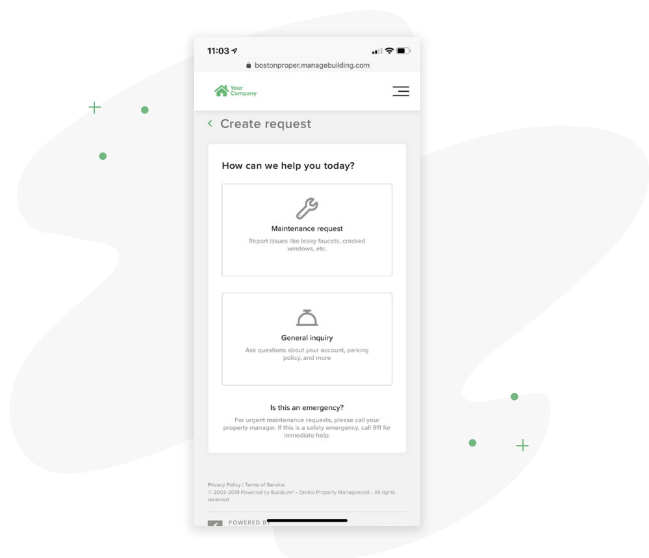 11:03
bostonproper.managebuilding.com
Your
Company
Create request
How can we help you today?
Maintenance request
Report issues like leaky faucets, cracked
windows, etc.
General inquiry
Ask questions about your account, parking
policy, and more
Is this an emergency?
For urgent maintenance requests, please call your
property manager. If this is a safety emergency, call 911 for
immediate help.
Privacy Policy | Terms of Service
Powered by Buildium® - Online Property Management - All rights
reserved
POWERED BY